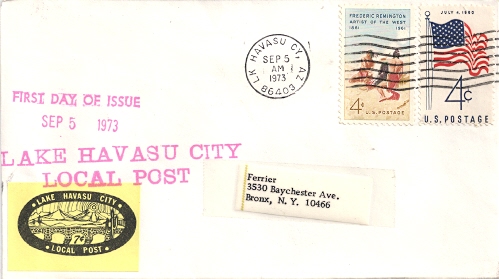 LK HAVASU CY, AZ
SEP 5
AM
1973
86403
FREDERIC REMINGTON
ARTIST OF THE WEST
1861 1961
4¢
U.S. POSTAGE
JULY 4, 1960
4¢
U.S. POSTAGE
FIRST DAY OF ISSUE
SEP 5 1973
LAKE HAVASU CITY
LOCAL POST
Ferrier
3530 Baychester Ave.
Bronx, N. Y. 10466
LAKE HAVASU CITY
7¢
LOCAL POST